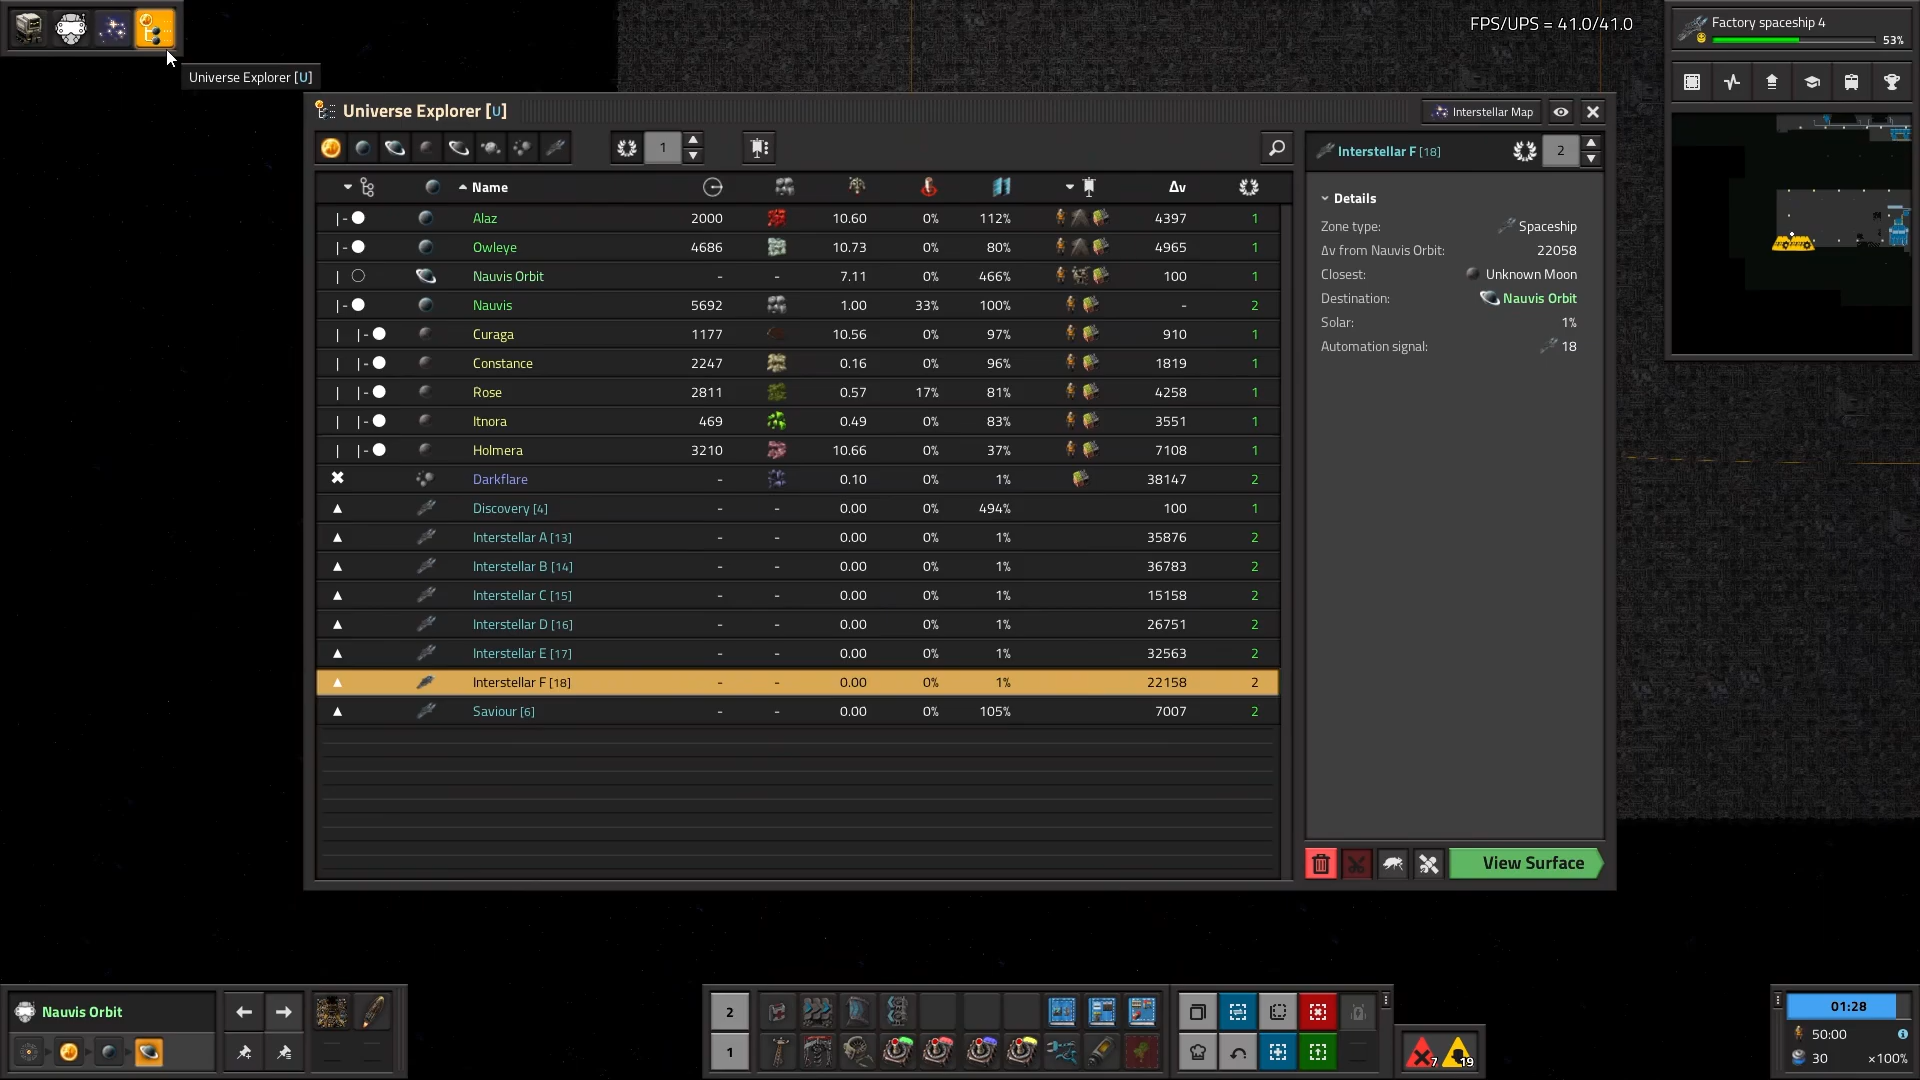 FPS/UPS = 41.0/41.0
Factory spaceship 4
53%
Universe Explorer [U]
Universe Explorer [U]
Interstellar Map
1
Interstellar F [18]
2
Name Δv
Alaz 2000 10.60 0% 112% 4397 1
Owleye 4686 10.73 0% 80% 4965 1
Nauvis Orbit - - 7.11 0% 466% 100 1
Nauvis 5692 1.00 33% 100% - 2
Curaga 1177 10.56 0% 97% 910 1
Constance 2247 0.16 0% 96% 1819 1
Rose 2811 0.57 17% 81% 4258 1
Itnora 469 0.49 0% 83% 3551 1
Holmera 3210 10.66 0% 37% 7108 1
Darkflare - 0.10 0% 1% 38147 2
Discovery [4] - - 0.00 0% 494% 100 1
Interstellar A [13] - - 0.00 0% 1% 35876 2
Interstellar B [14] - - 0.00 0% 1% 36783 2
Interstellar C [15] - - 0.00 0% 1% 15158 2
Interstellar D [16] - - 0.00 0% 1% 26751 2
Interstellar E [17] - - 0.00 0% 1% 32563 2
Interstellar F [18] - - 0.00 0% 1% 22158 2
Saviour [6] - - 0.00 0% 105% 7007 2
Details
Zone type: Spaceship
Δv from Nauvis Orbit: 22058
Closest: Unknown Moon
Destination: Nauvis Orbit
Solar: 1%
Automation signal: 18
View Surface
Nauvis Orbit
2
1
7
19
01:28
50:00
30 ×100%